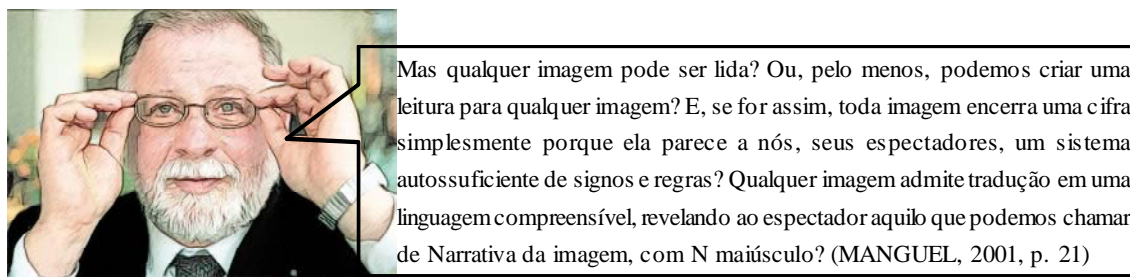 Mas qualquer imagem pode ser lida? Ou, pelo menos, podemos criar uma
leitura para qualquer imagem? E, se for assim, toda imagem encerra uma cifra
simplesmente porque ela parece a nós, seus espectadores, um sistema
autossuficiente de signos e regras? Qualquer imagem admite tradução em uma
linguagem compreensível, revelando ao espectador aquilo que podemos chamar
de Narrativa da imagem, com N maiúsculo? (MANGUEL, 2001, p. 21)